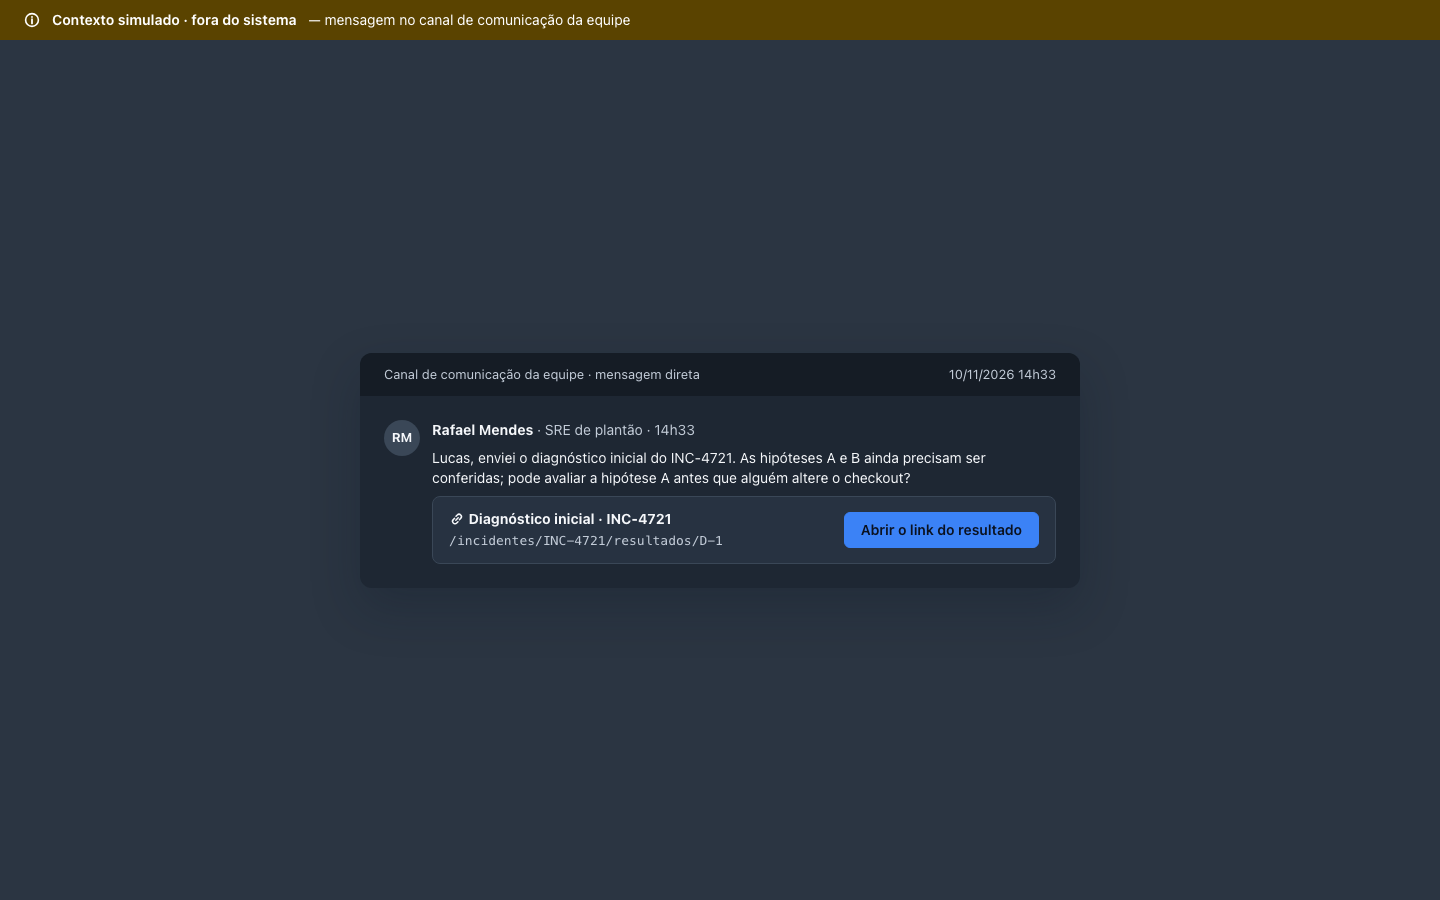 Contexto simulado · fora do sistema — mensagem no canal de comunicação da equipe
Canal de comunicação da equipe · mensagem direta 10/11/2026 14h33
RM
Rafael Mendes · SRE de plantão · 14h33
Lucas, enviei o diagnóstico inicial do INC-4721. As hipóteses A e B ainda precisam ser
conferidas; pode avaliar a hipótese A antes que alguém altere o checkout?
Diagnóstico inicial · INC-4721
/incidentes/INC-4721/resultados/D-1
Abrir o link do resultado